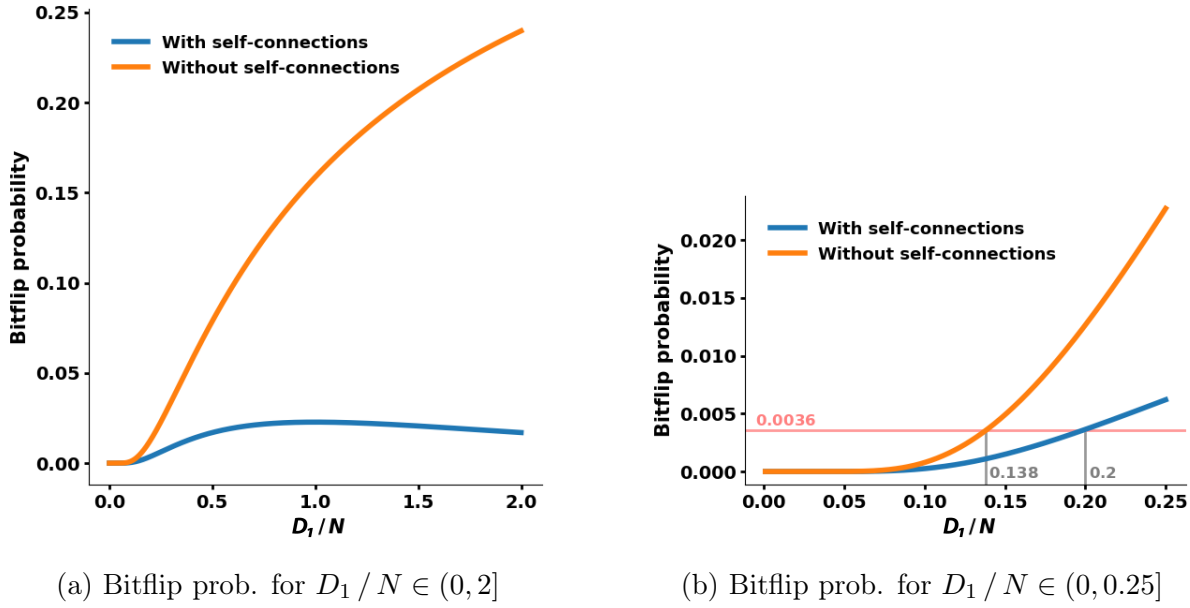 0.25
0.20
0.15
0.10
0.05
0.00
Bitflip probability
With self-connections
Without self-connections
0.0 0.5 1.0 1.5 2.0
D₁ / N
(a) Bitflip prob. for D₁ / N ∈ (0, 2]
0.020
0.015
0.010
0.005
0.000
Bitflip probability
With self-connections
Without self-connections
0.0036
0.138 0.2
0.00 0.05 0.10 0.15 0.20 0.25
D₁ / N
(b) Bitflip prob. for D₁ / N ∈ (0, 0.25]